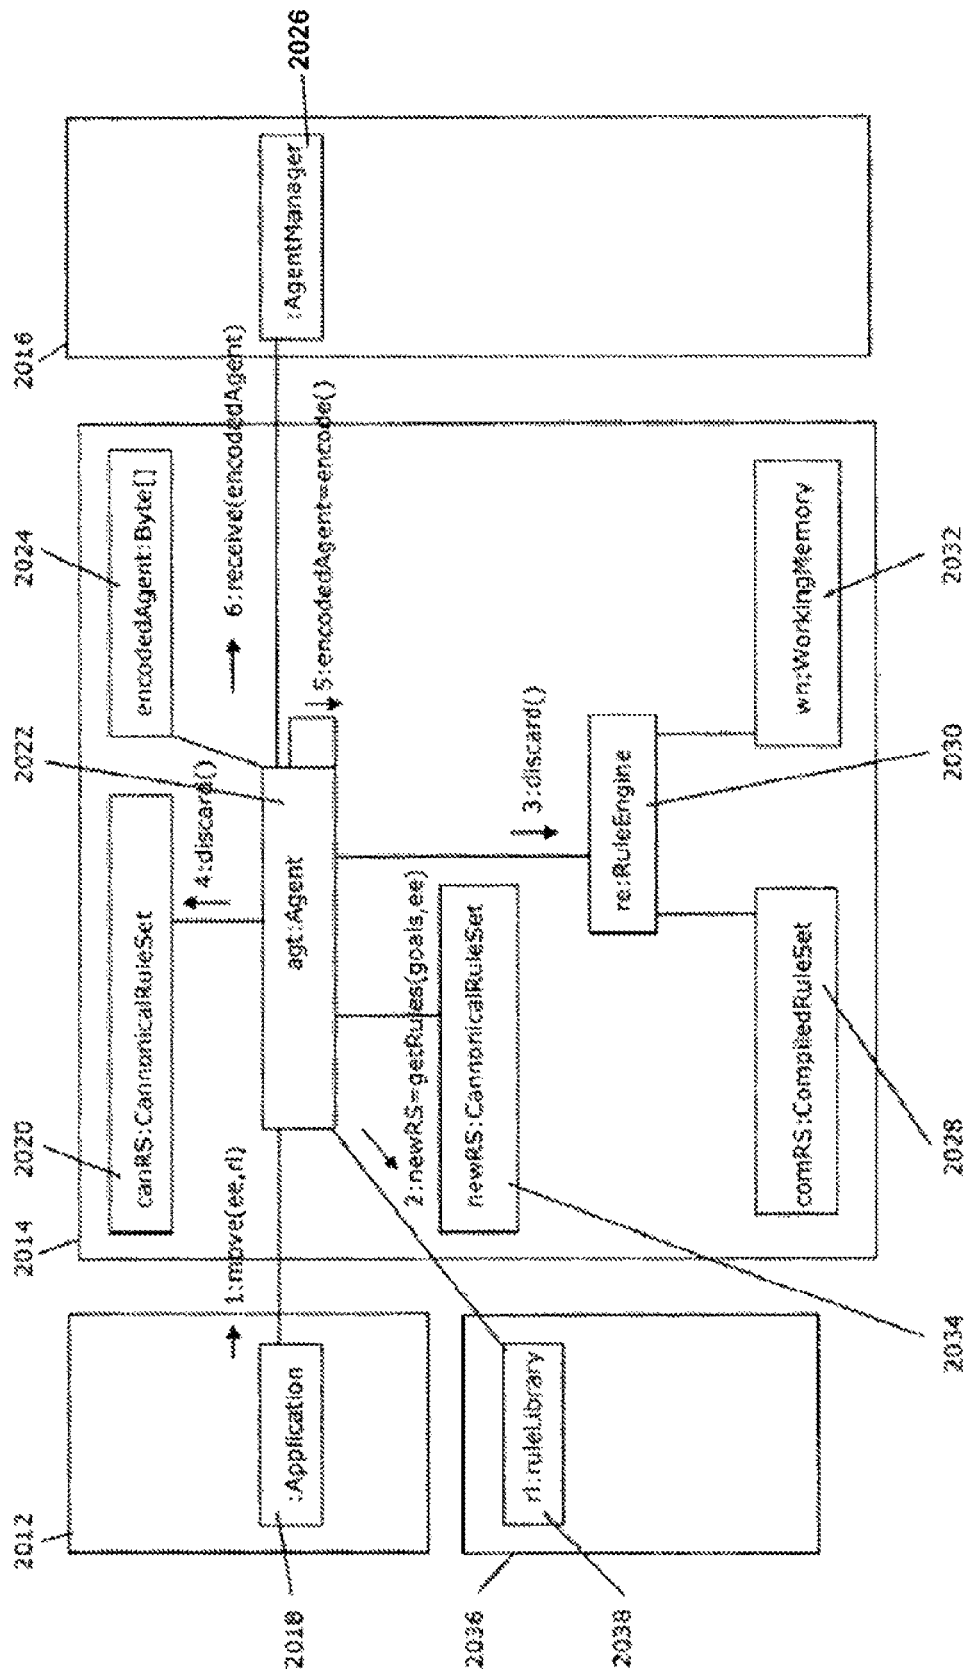 2012
2014
2020
2022
2024
2016
canRS:CannonicalRuleSet
encodedAgent:Byte[]
4:discard()
6:receive(encodedAgent)
1:move(ee,rl)
:Application
agt:Agent
:AgentManager
2026
2018
5:encodedAgent=encode()
2:newRS=getRules(goals,ee)
newRS:CannonicalRuleSet
3:discard()
rl:ruleLibrary
re:RuleEngine
comRS:CompiledRuleSet
wn:WorkingMemory
2036
2038
2034
2028
2030
2032